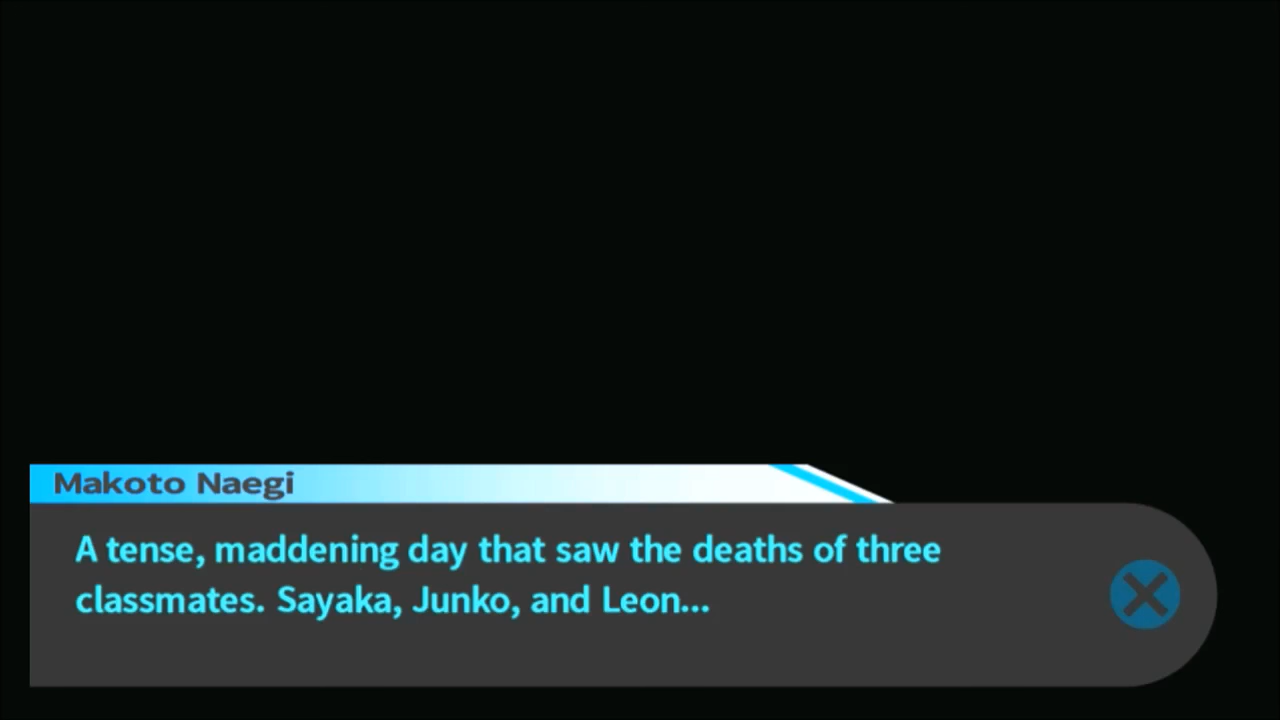 Makoto Naegi
A tense, maddening day that saw the deaths of three
classmates. Sayaka, Junko, and Leon...